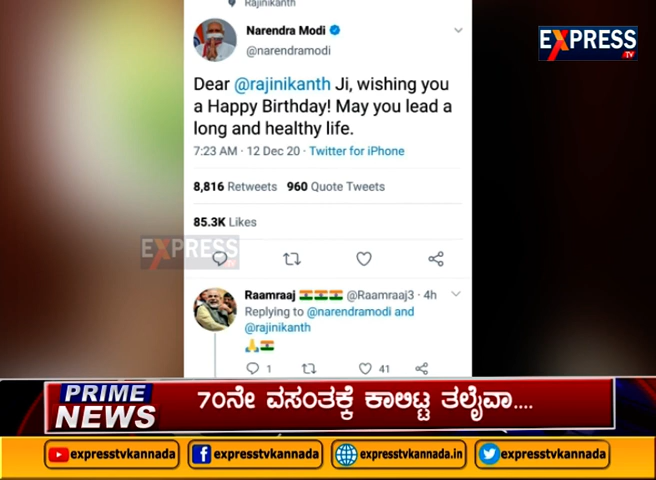 Rajinikanth
Narendra Modi
@narendramodi
EXPRESS
TV
Dear @rajinikanth Ji, wishing you
a Happy Birthday! May you lead a
long and healthy life.
7:23 AM · 12 Dec 20 · Twitter for iPhone
8,816 Retweets 960 Quote Tweets
85.3K Likes
EXPRESS
TV
Raamraaj @Raamraaj3 · 4h
Replying to @narendramodi and
@rajinikanth
1 41
PRIME
NEWS
70ನೇ ವಸಂತಕ್ಕೆ ಕಾಲಿಟ್ಟ ತಲೈವಾ....
expresstvkannada expresstvkannada expresstvkannada.in expresstvkannada